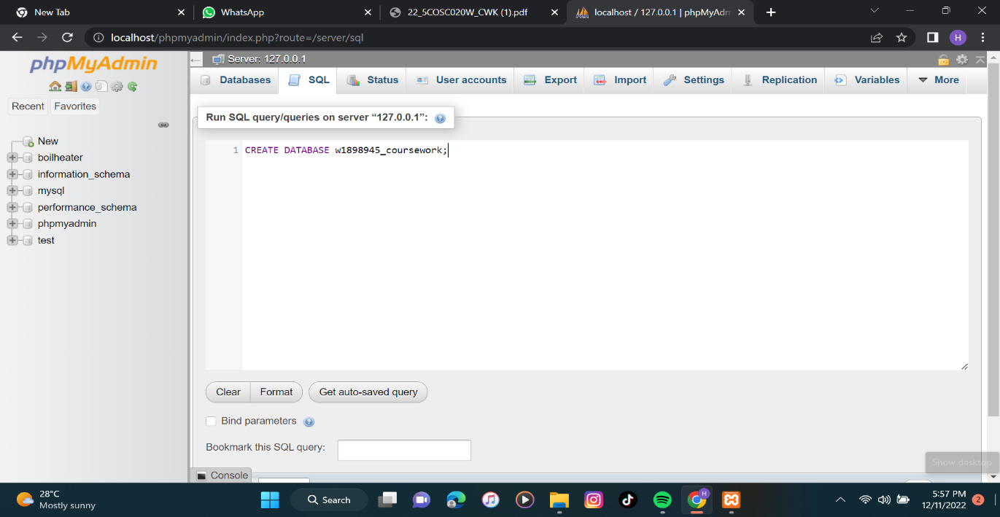 New Tab
WhatsApp
22_5COSC020W_CWK (1).pdf
localhost / 127.0.0.1 | phpMyAdm
localhost/phpmyadmin/index.php?route=/server/sql
H
phpMyAdmin
Recent
Favorites
New
boilheater
information_schema
mysql
performance_schema
phpmyadmin
test
Server: 127.0.0.1
Databases
SQL
Status
User accounts
Export
Import
Settings
Replication
Variables
More
Run SQL query/queries on server “127.0.0.1”:
1 CREATE DATABASE w1898945_coursework;
Clear
Format
Get auto-saved query
Bind parameters
Bookmark this SQL query:
Show desktop
Console
28°C
Mostly sunny
Search
H
5:57 PM
12/11/2022
2